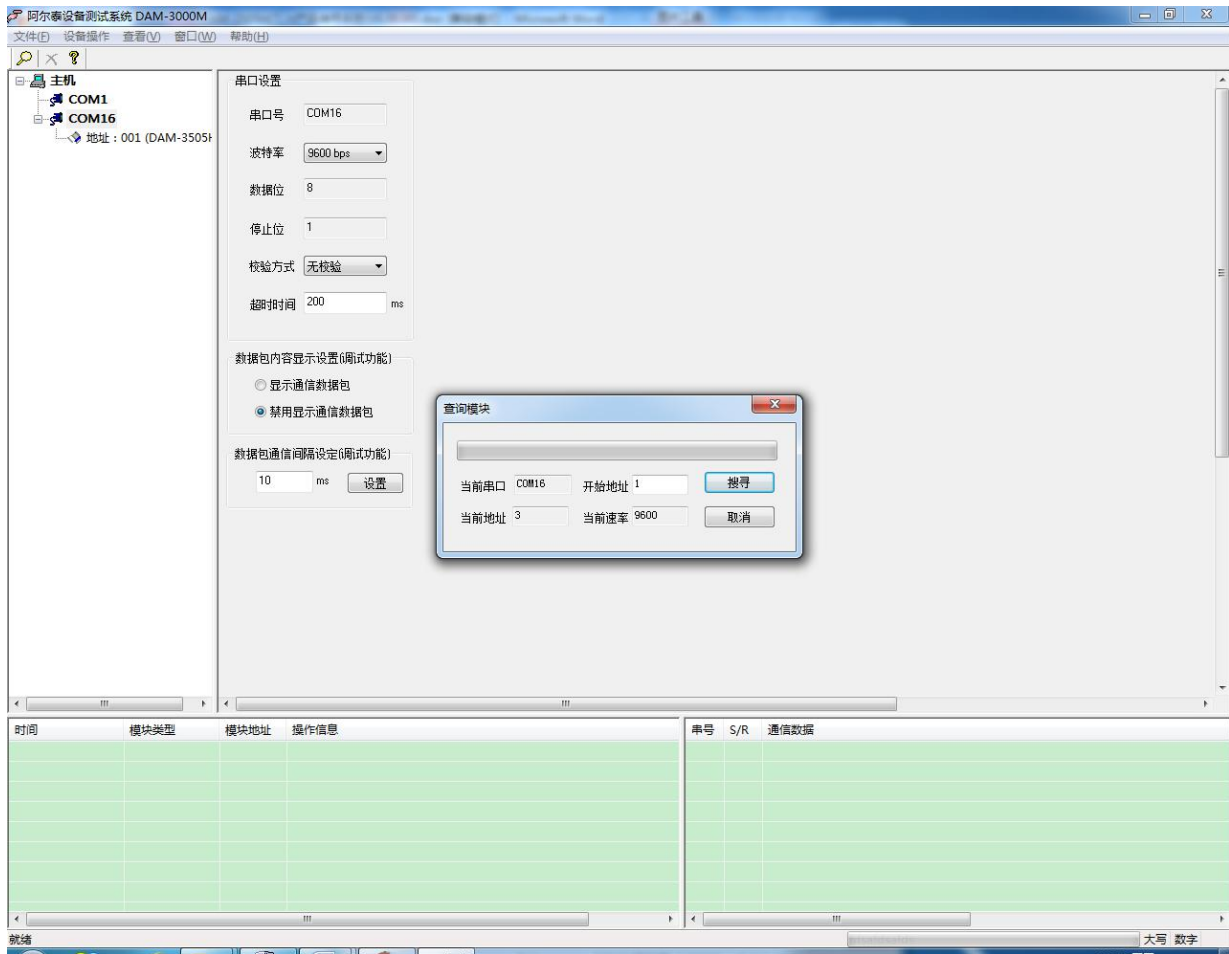 阿尔泰设备测试系统 DAM-3000M
文件(F) 设备操作 查看(V) 窗口(W) 帮助(H)
主机
COM1
COM16
地址：001 (DAM-3505H
串口设置
串口号 COM16
波特率 9600 bps
数据位 8
停止位 1
校验方式 无校验
超时时间 200 ms
数据包内容显示设置(调试功能)
显示通信数据包
禁用显示通信数据包
数据包通信间隔设定(调试功能)
10 ms 设置
查询模块
当前串口 COM16 开始地址 1 搜寻
当前地址 3 当前速率 9600 取消
时间 模块类型 模块地址 操作信息
串号 S/R 通信数据
就绪
大写 数字